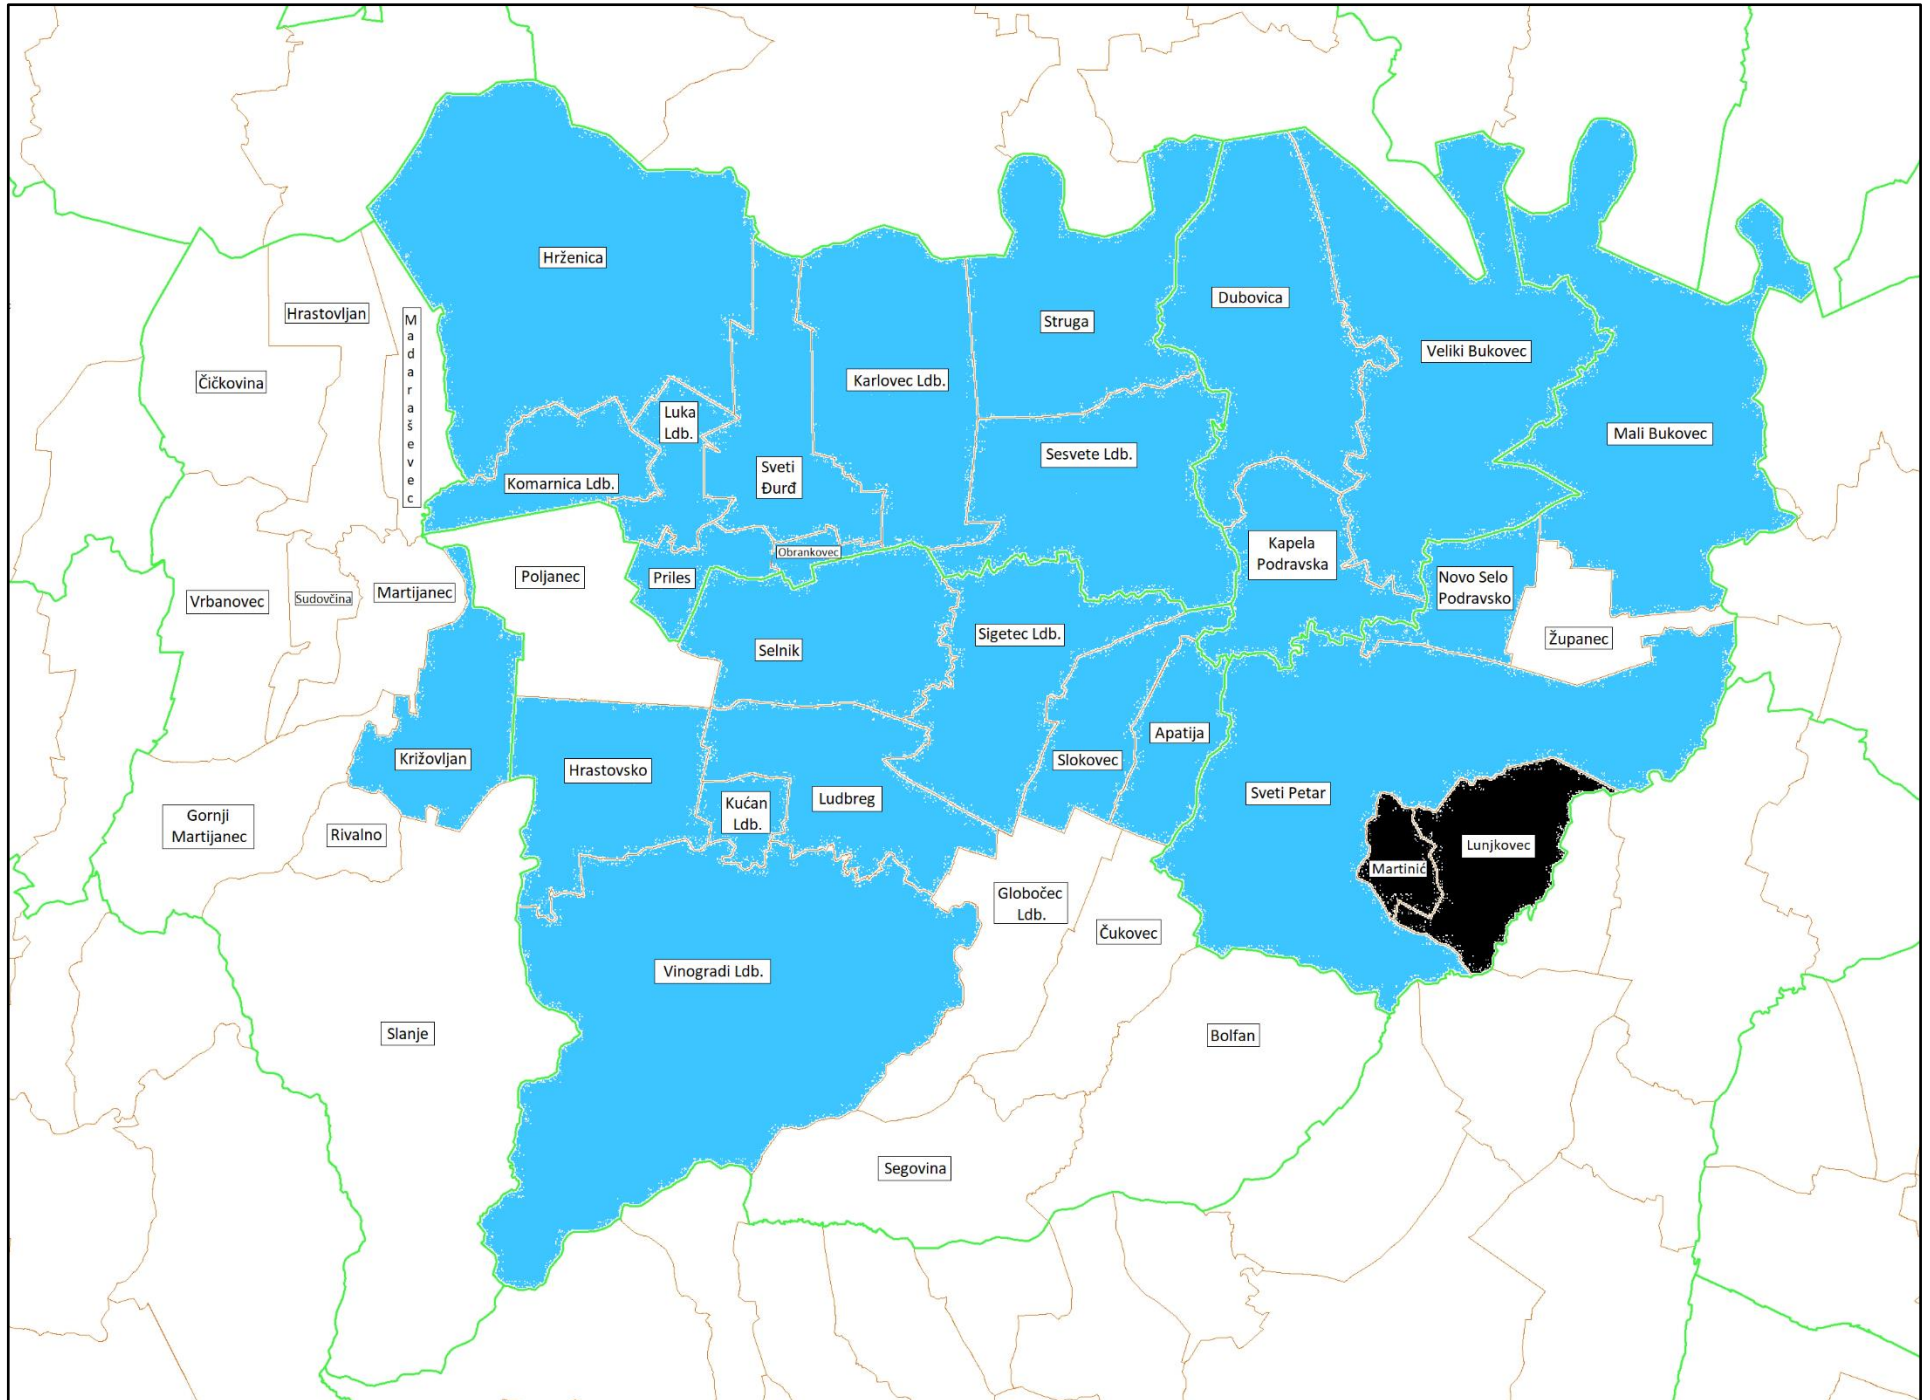 Hrženica
Hrastovljan
Madaraševec
Čičkovina
Dubovica
Struga
Veliki Bukovec
Karlovec Ldb.
Luka
Ldb.
Mali Bukovec
Sesvete Ldb.
Komarnica Ldb.
Sveti
Đurđ
Obrankovec
Kapela
Podravska
Poljanec
Priles
Novo Selo
Podravsko
Martijanec
Vrbanovec
Sudovčina
Sigetec Ldb.
Županec
Selnik
Apatija
Križovljan
Hrastovsko
Slokovec
Sveti Petar
Ludbreg
Kućan
Ldb.
Gornji
Martijanec
Rivalno
Lunjkovec
Martinić
Globočec
Ldb.
Čukovec
Vinogradi Ldb.
Slanje
Bolfan
Segovina